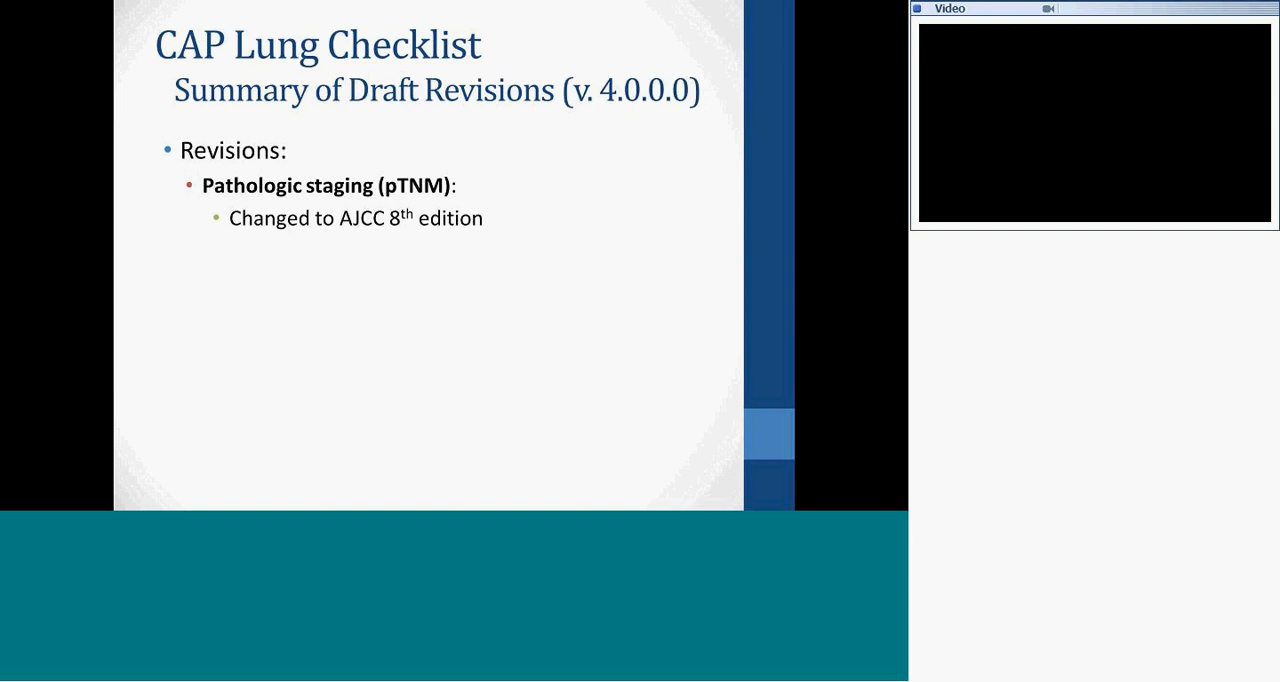 CAP Lung Checklist
Summary of Draft Revisions (v. 4.0.0.0)
• Revisions:
• Pathologic staging (pTNM):
• Changed to AJCC 8th edition
Video